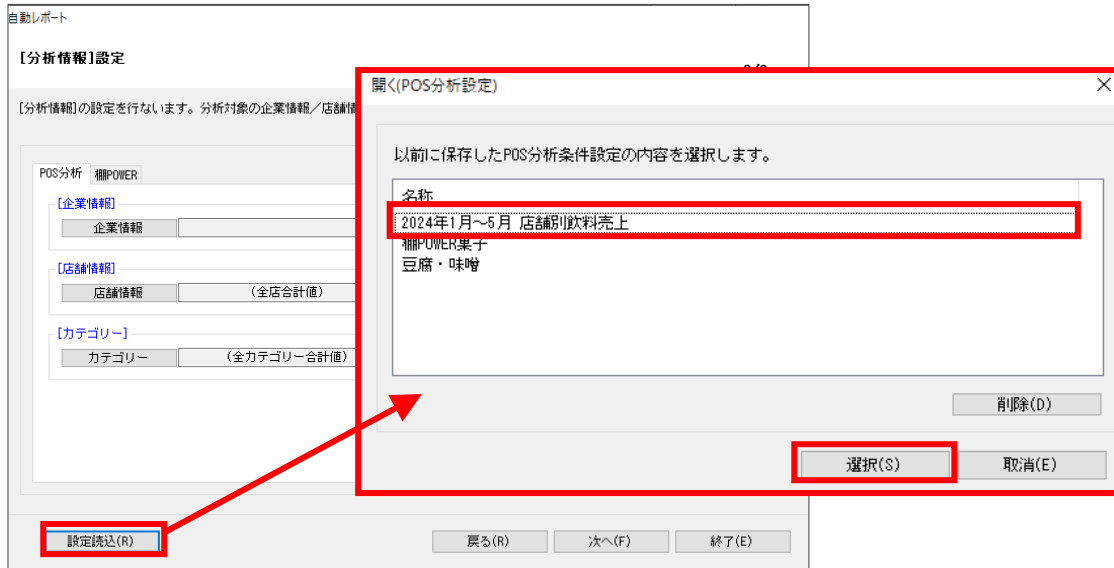 自動レポート
[分析情報]設定
[分析情報]の設定を行ないます。分析対象の企業情報／店舗情
POS分析 棚POWER
[企業情報]
企業情報
[店舗情報]
店舗情報 (全店合計値)
[カテゴリー]
カテゴリー (全カテゴリー合計値)
設定読込(R) 戻る(R) 次へ(F) 終了(E)
開く(POS分析設定)
以前に保存したPOS分析条件設定の内容を選択します。
名称
2024年1月～5月 店舗別飲料売上
棚POWER菓子
豆腐・味噌
削除(D)
選択(S) 取消(E)